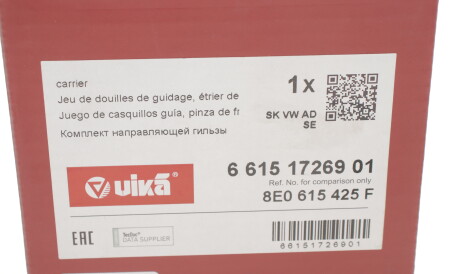 carrier
Jeu de douilles de guidage, étrier de
Juego de casquillos guía, pinza de fr
Комплект направляющей гильзы
1x
SK VW AD
SE
vika
6 615 17269 01
Ref. No. for comparison only
8E0 615 425 F
EAC
TecDoc
DATA SUPPLIER
66151726901